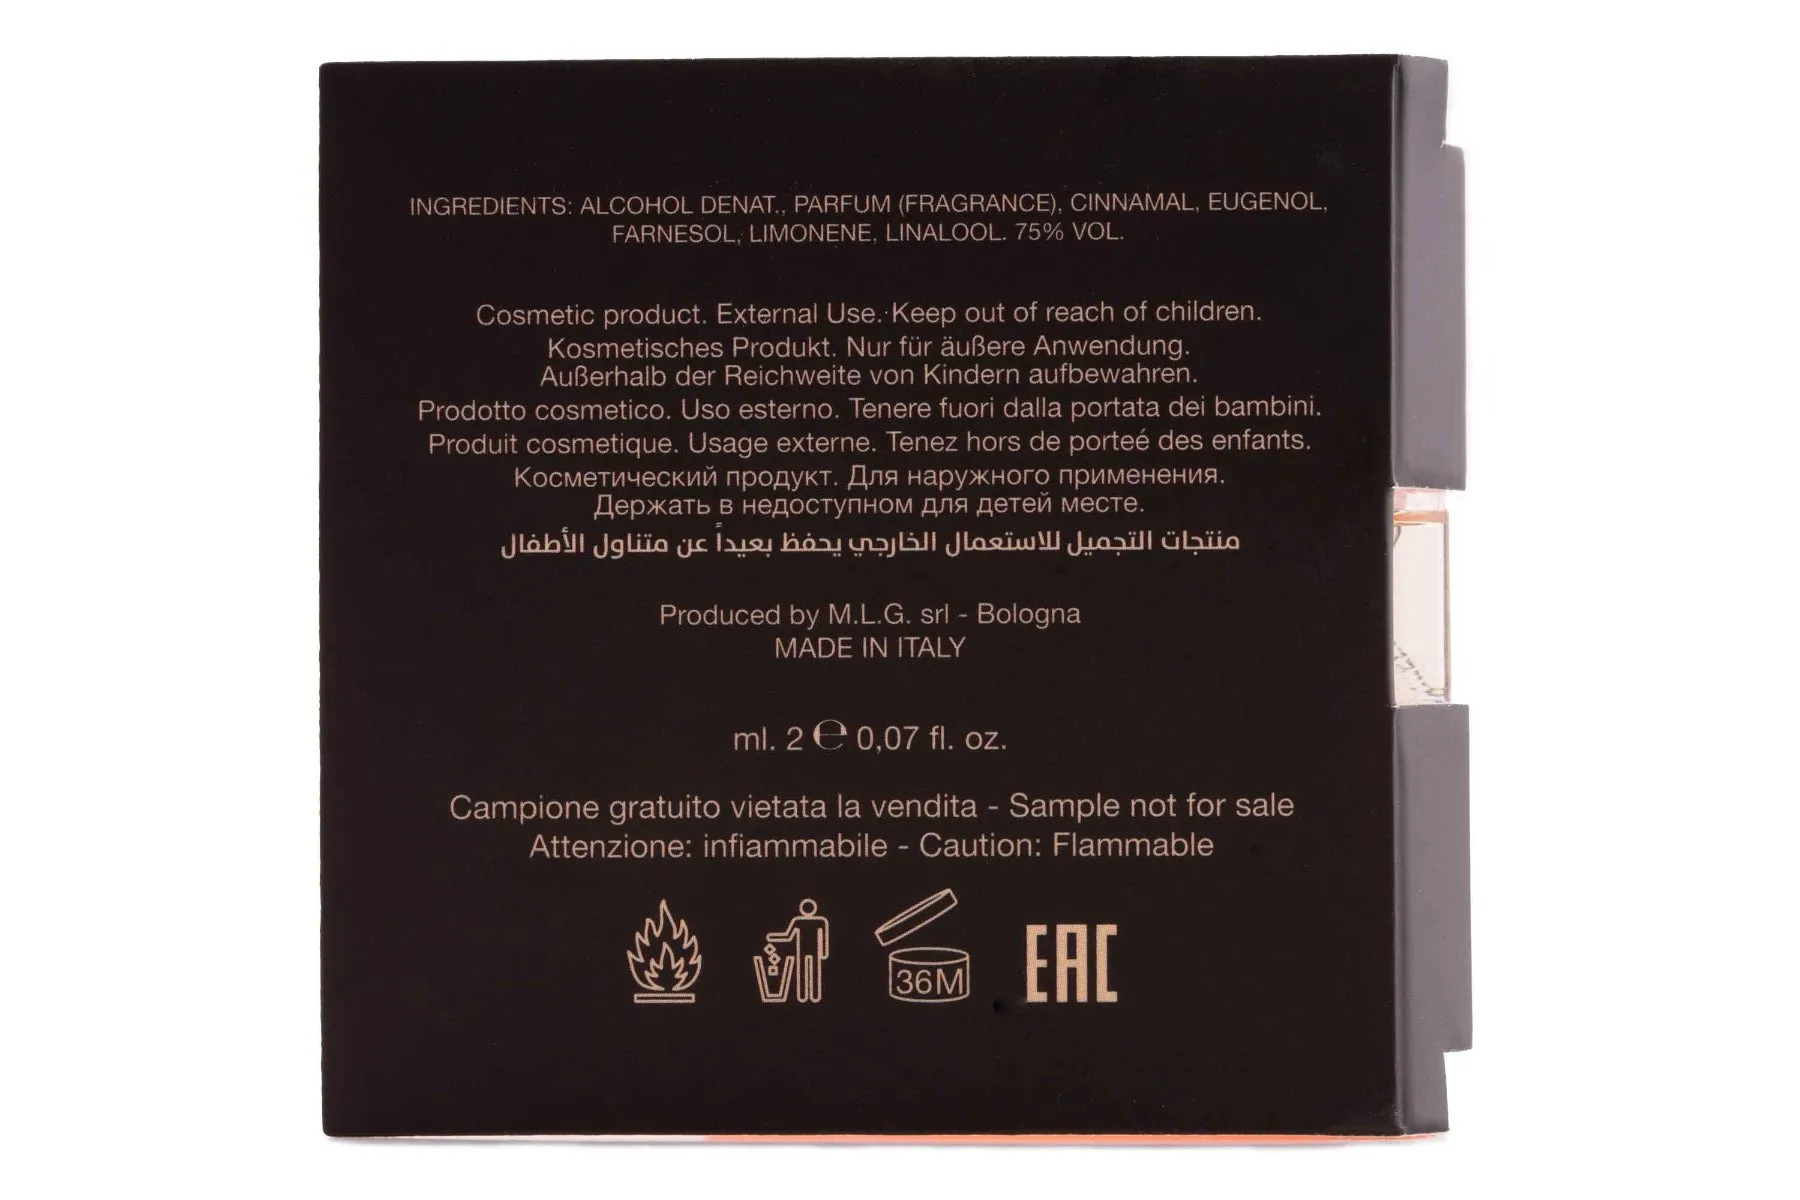 INGREDIENTS: ALCOHOL DENAT., PARFUM (FRAGRANCE), CINNAMAL, EUGENOL,
FARNESOL, LIMONENE, LINALOOL. 75% VOL.
Cosmetic product. External Use. Keep out of reach of children.
Kosmetisches Produkt. Nur für äußere Anwendung.
Außerhalb der Reichweite von Kindern aufbewahren.
Prodotto cosmetico. Uso esterno. Tenere fuori dalla portata dei bambini.
Produit cosmetique. Usage externe. Tenez hors de porteé des enfants.
Косметический продукт. Для наружного применения.
Держать в недоступном для детей месте.
منتجات التجميل للاستعمال الخارجي يحفظ بعيداً عن متناول الأطفال
Produced by M.L.G. srl - Bologna
MADE IN ITALY
ml. 2 ℮ 0,07 fl. oz.
Campione gratuito vietata la vendita - Sample not for sale
Attenzione: infiammabile - Caution: Flammable
36M EAC